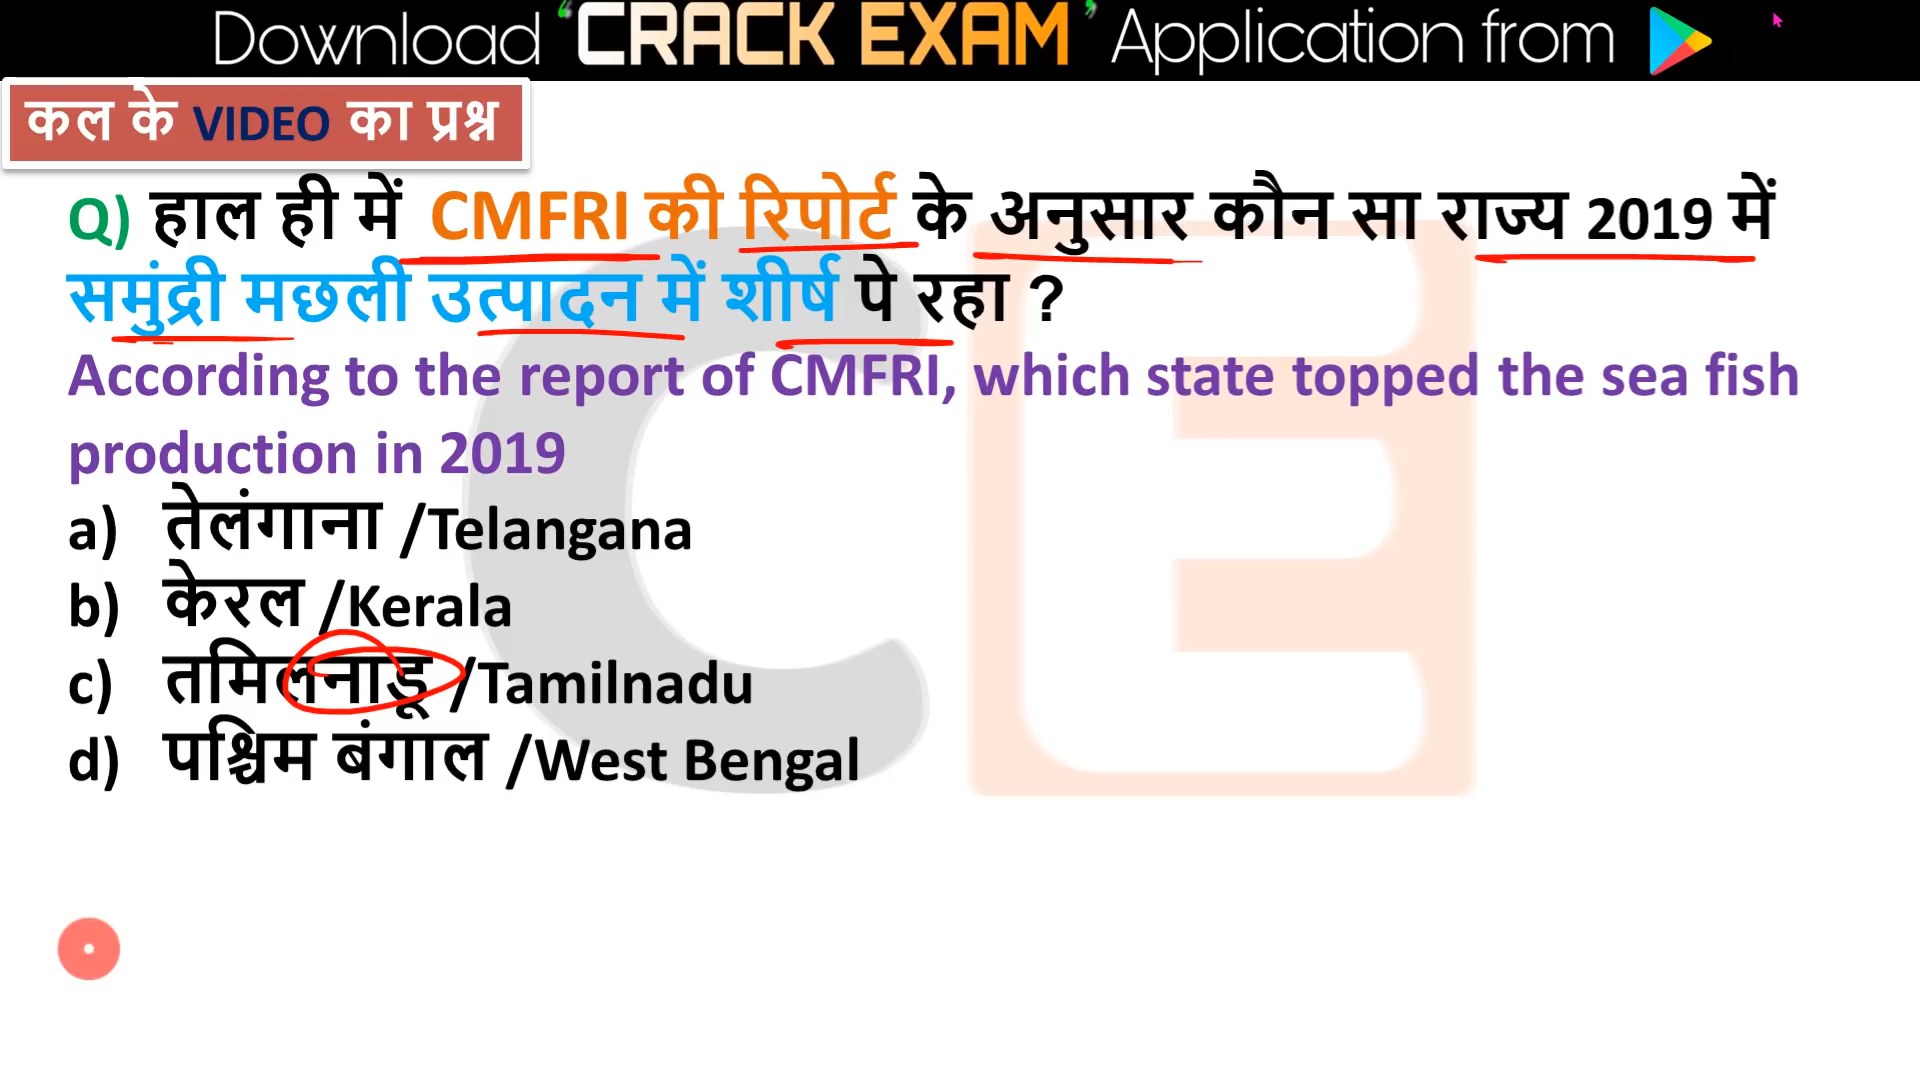 Download ‘CRACK EXAM’ Application from
कल के VIDEO का प्रश्न
Q) हाल ही में CMFRI की रिपोर्ट के अनुसार कौन सा राज्य 2019 में
समुंद्री मछली उत्पादन में शीर्ष पे रहा ?
According to the report of CMFRI, which state topped the sea fish
production in 2019
a) तेलंगाना /Telangana
b) केरल /Kerala
c) तमिलनाडू /Tamilnadu
d) पश्चिम बंगाल /West Bengal
CE